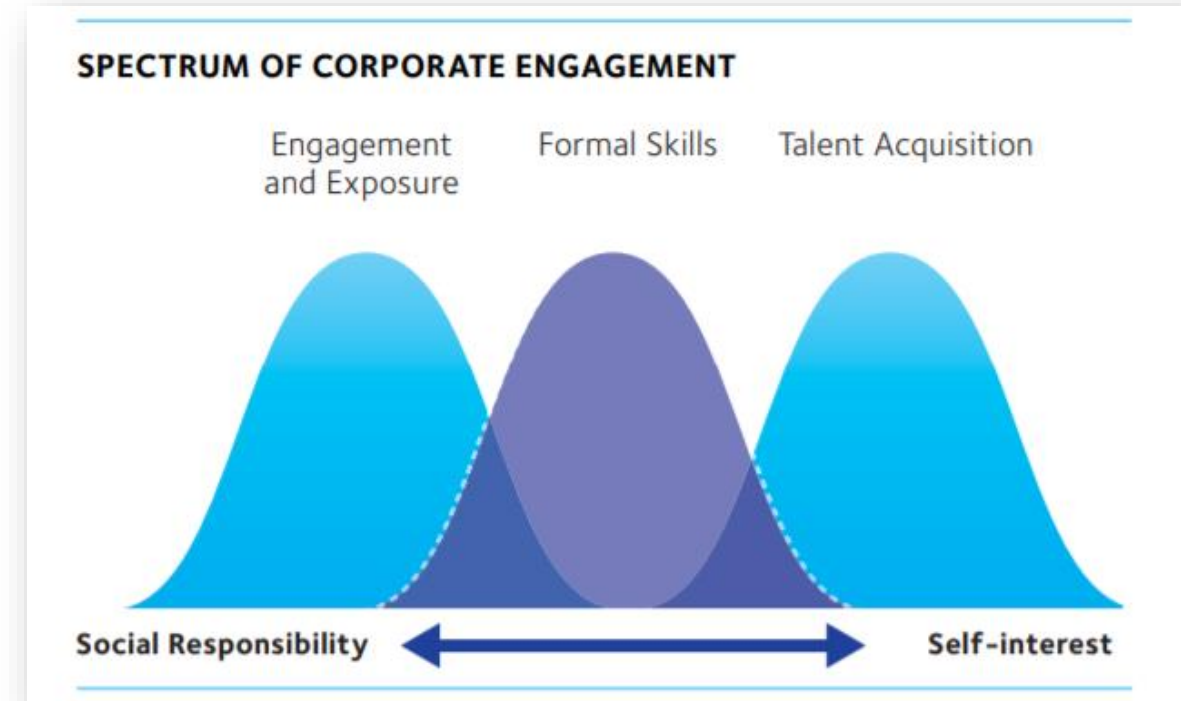 SPECTRUM OF CORPORATE ENGAGEMENT
Engagement
and Exposure
Formal Skills
Talent Acquisition
Social Responsibility
Self-interest